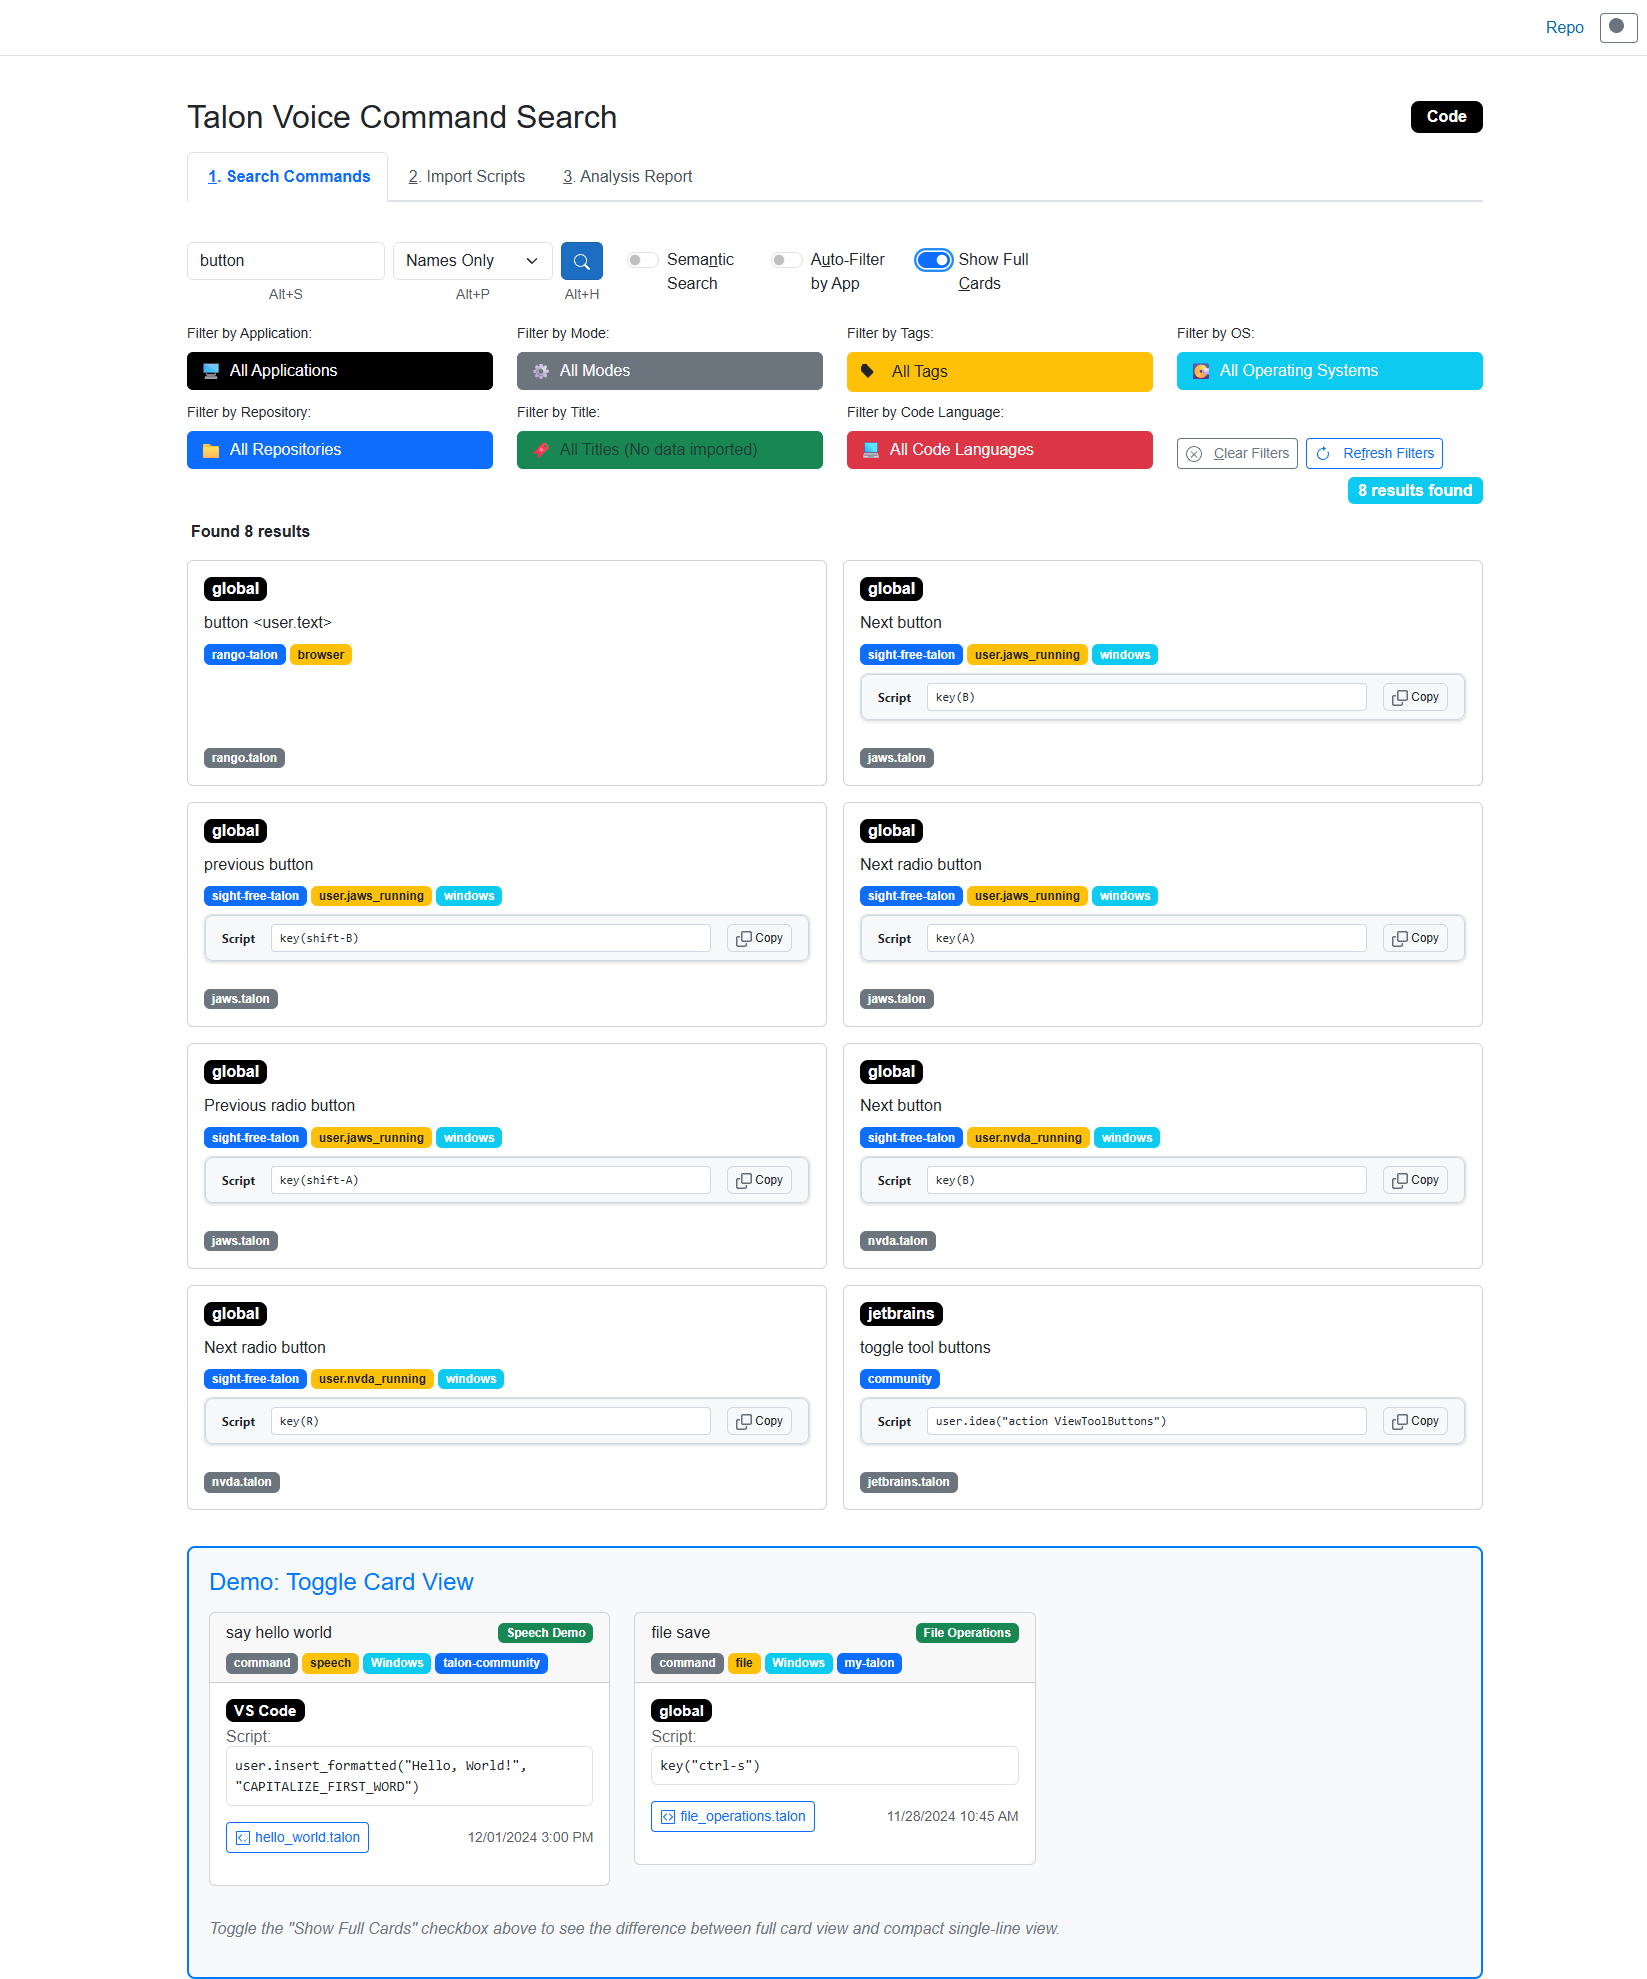 Repo
Talon Voice Command Search
Code
1. Search Commands
2. Import Scripts
3. Analysis Report
button
Names Only
Semantic
Search
Auto-Filter
by App
Show Full
Cards
Alt+S
Alt+P
Alt+H
Filter by Application:
Filter by Mode:
Filter by Tags:
Filter by OS:
All Applications
All Modes
All Tags
All Operating Systems
Filter by Repository:
Filter by Title:
Filter by Code Language:
All Repositories
All Titles (No data imported)
All Code Languages
Clear Filters
Refresh Filters
8 results found
Found 8 results
global
button <user.text>
rango-talon browser
rango.talon
global
Next button
sight-free-talon user.jaws_running windows
Script key(B) Copy
jaws.talon
global
previous button
sight-free-talon user.jaws_running windows
Script key(shift-B) Copy
jaws.talon
global
Next radio button
sight-free-talon user.jaws_running windows
Script key(A) Copy
jaws.talon
global
Previous radio button
sight-free-talon user.jaws_running windows
Script key(shift-A) Copy
jaws.talon
global
Next button
sight-free-talon user.nvda_running windows
Script key(B) Copy
nvda.talon
global
Next radio button
sight-free-talon user.nvda_running windows
Script key(R) Copy
nvda.talon
jetbrains
toggle tool buttons
community
Script user.idea("action ViewToolButtons") Copy
jetbrains.talon
Demo: Toggle Card View
say hello world Speech Demo
command speech Windows talon-community
VS Code
Script:
user.insert_formatted("Hello, World!",
"CAPITALIZE_FIRST_WORD")
hello_world.talon 12/01/2024 3:00 PM
file save File Operations
command file Windows my-talon
global
Script:
key("ctrl-s")
file_operations.talon 11/28/2024 10:45 AM
Toggle the "Show Full Cards" checkbox above to see the difference between full card view and compact single-line view.